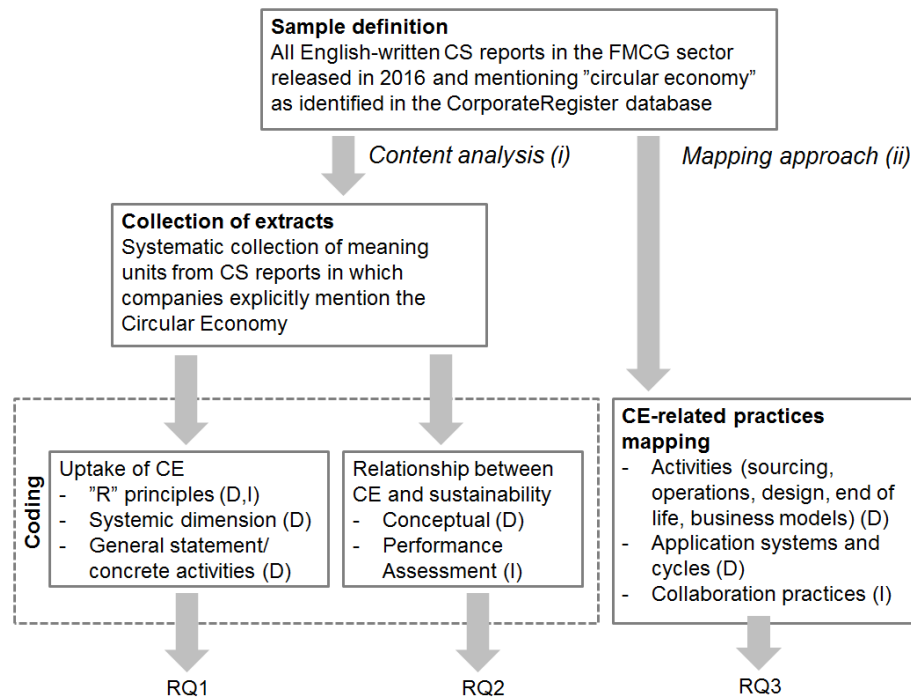 Sample definition
All English-written CS reports in the FMCG sector
released in 2016 and mentioning ”circular economy”
as identified in the CorporateRegister database
Content analysis (i)
Mapping approach (ii)
Collection of extracts
Systematic collection of meaning
units from CS reports in which
companies explicitly mention the
Circular Economy
Coding
Uptake of CE
- ”R” principles (D,I)
- Systemic dimension (D)
- General statement/
concrete activities (D)
Relationship between
CE and sustainability
- Conceptual (D)
- Performance
Assessment (I)
CE-related practices
mapping
- Activities (sourcing,
operations, design, end of
life, business models) (D)
- Application systems and
cycles (D)
- Collaboration practices (I)
RQ1
RQ2
RQ3